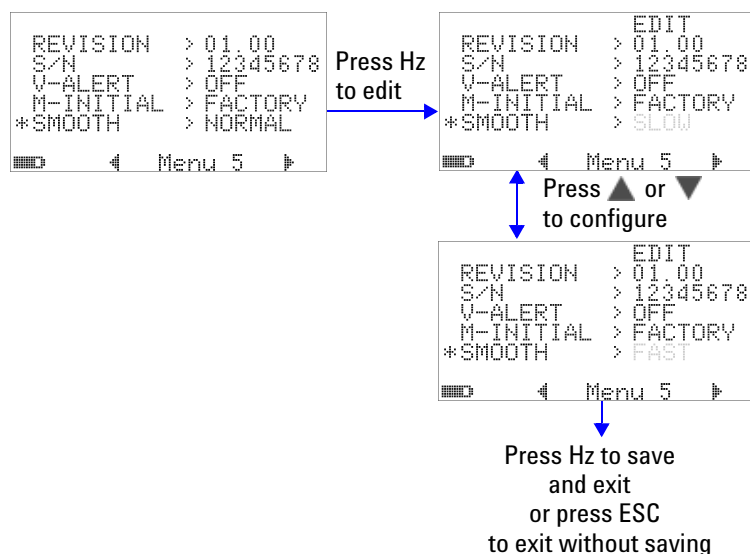 REVISION > 01.00
S/N > 12345678
V-ALERT > OFF
M-INITIAL > FACTORY
*SMOOTH > NORMAL
Menu 5
Press Hz
to edit
EDIT
REVISION > 01.00
S/N > 12345678
V-ALERT > OFF
M-INITIAL > FACTORY
*SMOOTH > SLOW
Menu 5
Press ▲ or ▼
to configure
EDIT
REVISION > 01.00
S/N > 12345678
V-ALERT > OFF
M-INITIAL > FACTORY
*SMOOTH > FAST
Menu 5
Press Hz to save
and exit
or press ESC
to exit without saving